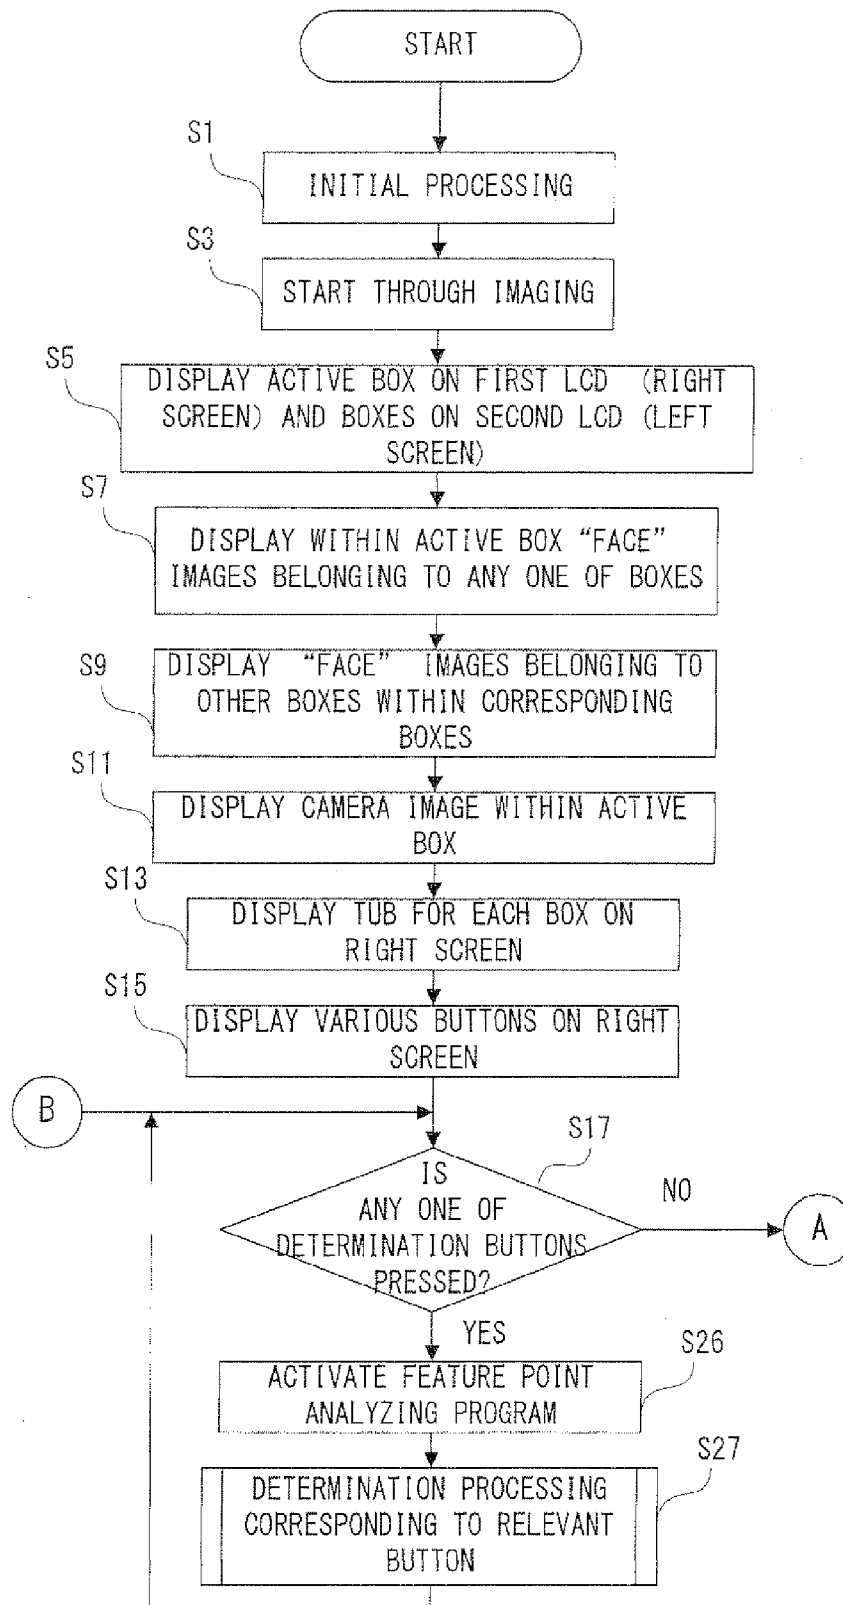 START
S1
INITIAL PROCESSING
S3
START THROUGH IMAGING
S5
DISPLAY ACTIVE BOX ON FIRST LCD (RIGHT
SCREEN) AND BOXES ON SECOND LCD (LEFT
SCREEN)
S7
DISPLAY WITHIN ACTIVE BOX “FACE”
IMAGES BELONGING TO ANY ONE OF BOXES
S9
DISPLAY “FACE” IMAGES BELONGING TO
OTHER BOXES WITHIN CORRESPONDING
BOXES
S11
DISPLAY CAMERA IMAGE WITHIN ACTIVE
BOX
S13
DISPLAY TUB FOR EACH BOX ON
RIGHT SCREEN
S15
DISPLAY VARIOUS BUTTONS ON RIGHT
SCREEN
B
S17
IS
ANY ONE OF
DETERMINATION BUTTONS
PRESSED?
NO
A
YES
S26
ACTIVATE FEATURE POINT
ANALYZING PROGRAM
S27
DETERMINATION PROCESSING
CORRESPONDING TO RELEVANT
BUTTON